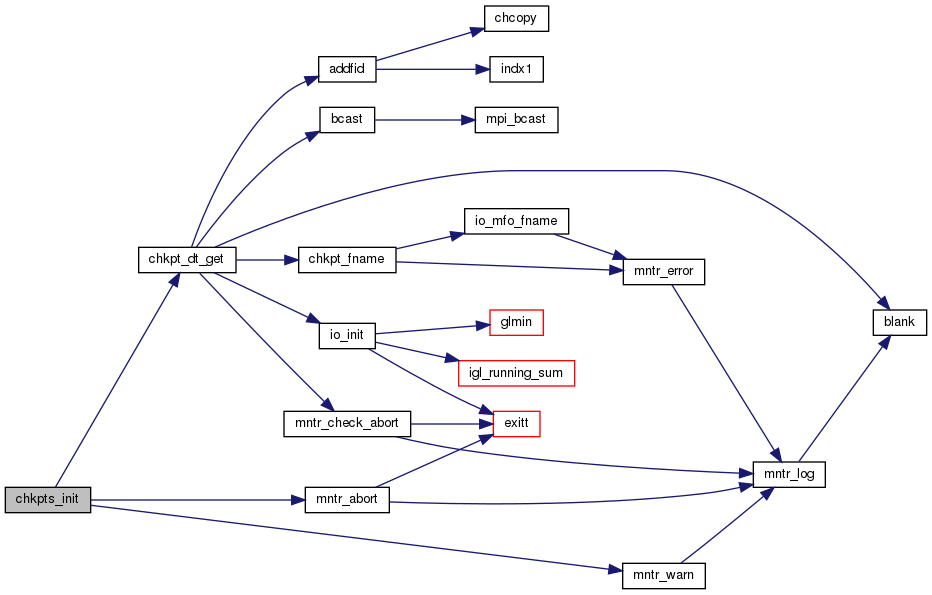 chcopy
addfid
indx1
bcast
mpi_bcast
io_mfo_fname
chkpt_dt_get
chkpt_fname
mntr_error
glmin
blank
io_init
igl_running_sum
mntr_check_abort
exitt
mntr_log
chkpts_init
mntr_abort
mntr_warn